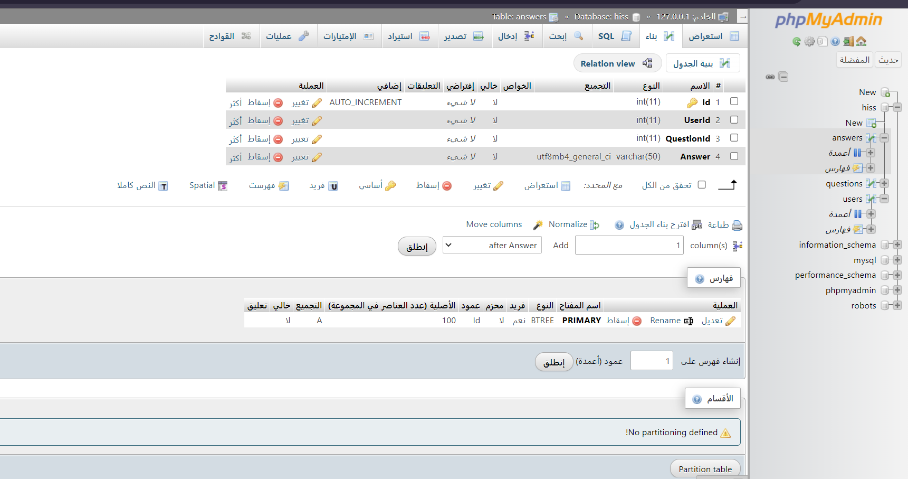 الخادم: 127.0.0.1 » Database: hiss » Table: answers
استعراض بناء SQL إبحث إدخال تصدير استيراد الإمتيازات عمليات القوادح
بنية الجدول Relation view
# الاسم النوع التجميع الخواص خالي إفتراضي التعليقات إضافي العملية
1 Id int(11) لا لا شيء AUTO_INCREMENT تغيير إسقاط أكثر
2 UserId int(11) لا لا شيء تغيير إسقاط أكثر
3 QuestionId int(11) لا لا شيء تغيير إسقاط أكثر
4 Answer varchar(50) utf8mb4_general_ci لا لا شيء تغيير إسقاط أكثر
تحقق من الكل مع المحدد: استعراض تغيير إسقاط أساسي فريد فهرست Spatial النص كاملا
طباعة اقترح بناء الجدول Normalize Move columns
Add 1 column(s) after Answer إنطلق
فهارس
العملية اسم المفتاح النوع فريد محزم عمود الأصلية (عدد العناصر في المجموعة) التجميع خالي تعليق
تعديل Rename إسقاط PRIMARY BTREE نعم لا Id 100 A لا
إنشاء فهرس على 1 عمود (أعمدة) إنطلق
الأقسام
No partitioning defined!
Partition table
phpMyAdmin
حديث المفضلة
New
hiss
New
answers
أعمدة
فهارس
questions
users
أعمدة
فهارس
information_schema
mysql
performance_schema
phpmyadmin
robots